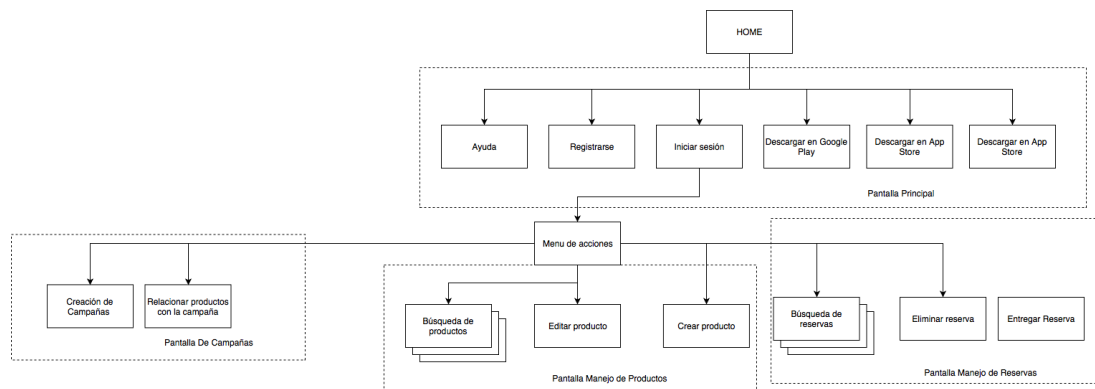 HOME
Ayuda
Registrarse
Iniciar sesión
Descargar en Google
Play
Descargar en App
Store
Descargar en App
Store
Pantalla Principal
Menu de acciones
Creación de
Campañas
Relacionar productos
con la campaña
Pantalla De Campañas
Búsqueda de
productos
Editar producto
Crear producto
Pantalla Manejo de Productos
Búsqueda de
reservas
Eliminar reserva
Entregar Reserva
Pantalla Manejo de Reservas